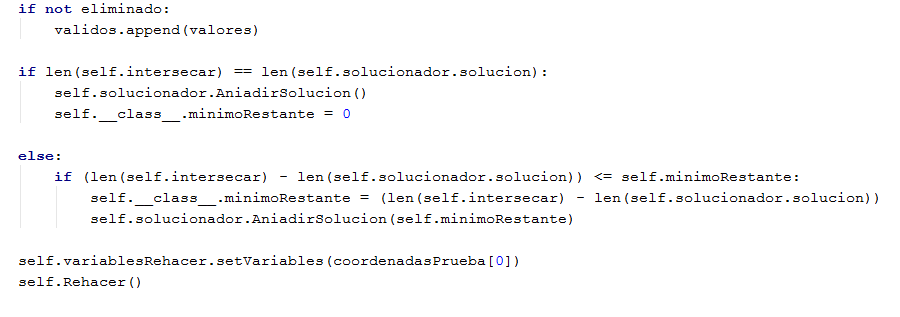 if not eliminado:
    validos.append(valores)
if len(self.intersecar) == len(self.solucionador.solucion):
    self.solucionador.AniadirSolucion()
    self.__class__.minimoRestante = 0
else:
    if (len(self.intersecar) - len(self.solucionador.solucion)) <= self.minimoRestante:
        self.__class__.minimoRestante = (len(self.intersecar) - len(self.solucionador.solucion))
        self.solucionador.AniadirSolucion(self.minimoRestante)
self.variablesRehacer.setVariables(coordenadasPrueba[0])
self.Rehacer()